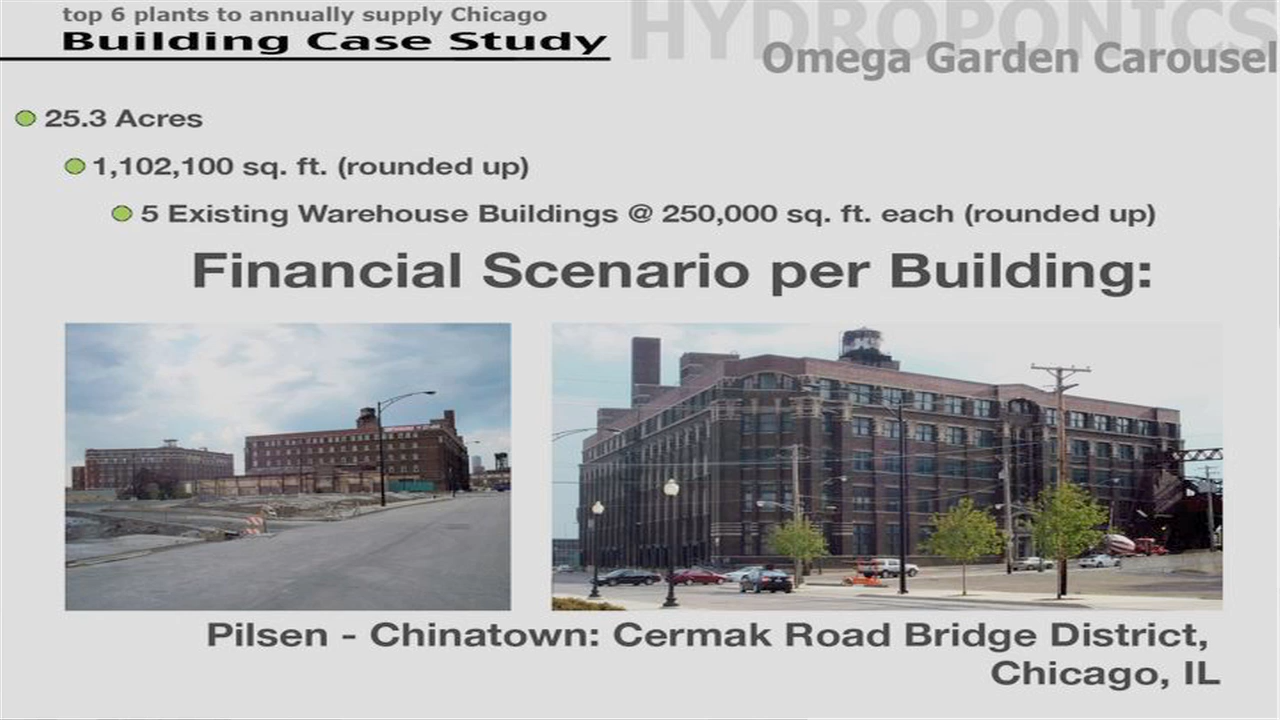 top 6 plants to annually supply Chicago
Building Case Study
HYDROPONICS
Omega Garden Carousel
25.3 Acres
1,102,100 sq. ft. (rounded up)
5 Existing Warehouse Buildings @ 250,000 sq. ft. each (rounded up)
Financial Scenario per Building:
Pilsen - Chinatown: Cermak Road Bridge District,
Chicago, IL